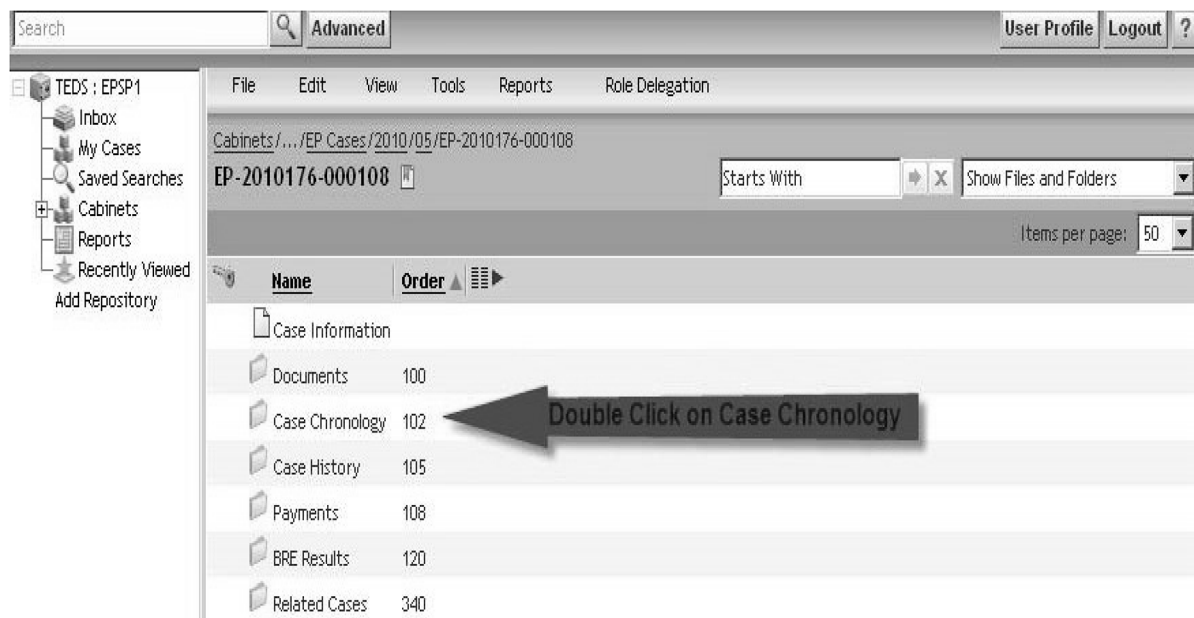 Search
Advanced
User Profile
Logout
?
TEDS : EPSP1
Inbox
My Cases
Saved Searches
Cabinets
Reports
Recently Viewed
Add Repository
File Edit View Tools Reports Role Delegation
Cabinets/.../EP Cases/2010/05/EP-2010176-000108
EP-2010176-000108
Starts With
X
Show Files and Folders
Items per page: 50
Name Order
Case Information
Documents 100
Case Chronology 102
Double Click on Case Chronology
Case History 105
Payments 108
BRE Results 120
Related Cases 340